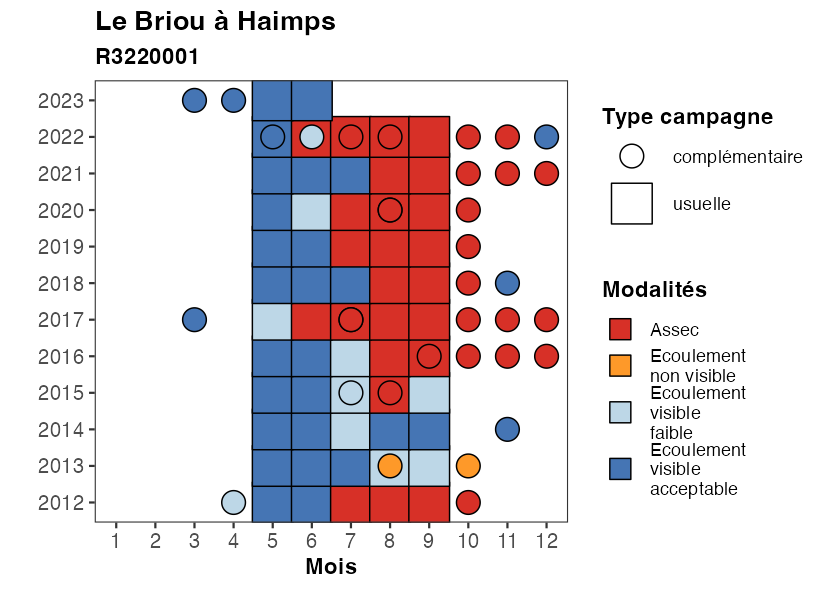 Le Briou à Haimps
R3220001
2023
2022
2021
2020
2019
2018
2017
2016
2015
2014
2013
2012
1 2 3 4 5 6 7 8 9 10 11 12
Mois
Type campagne
complémentaire
usuelle
Modalités
Assec
Ecoulement
non visible
Ecoulement
visible
faible
Ecoulement
visible
acceptable